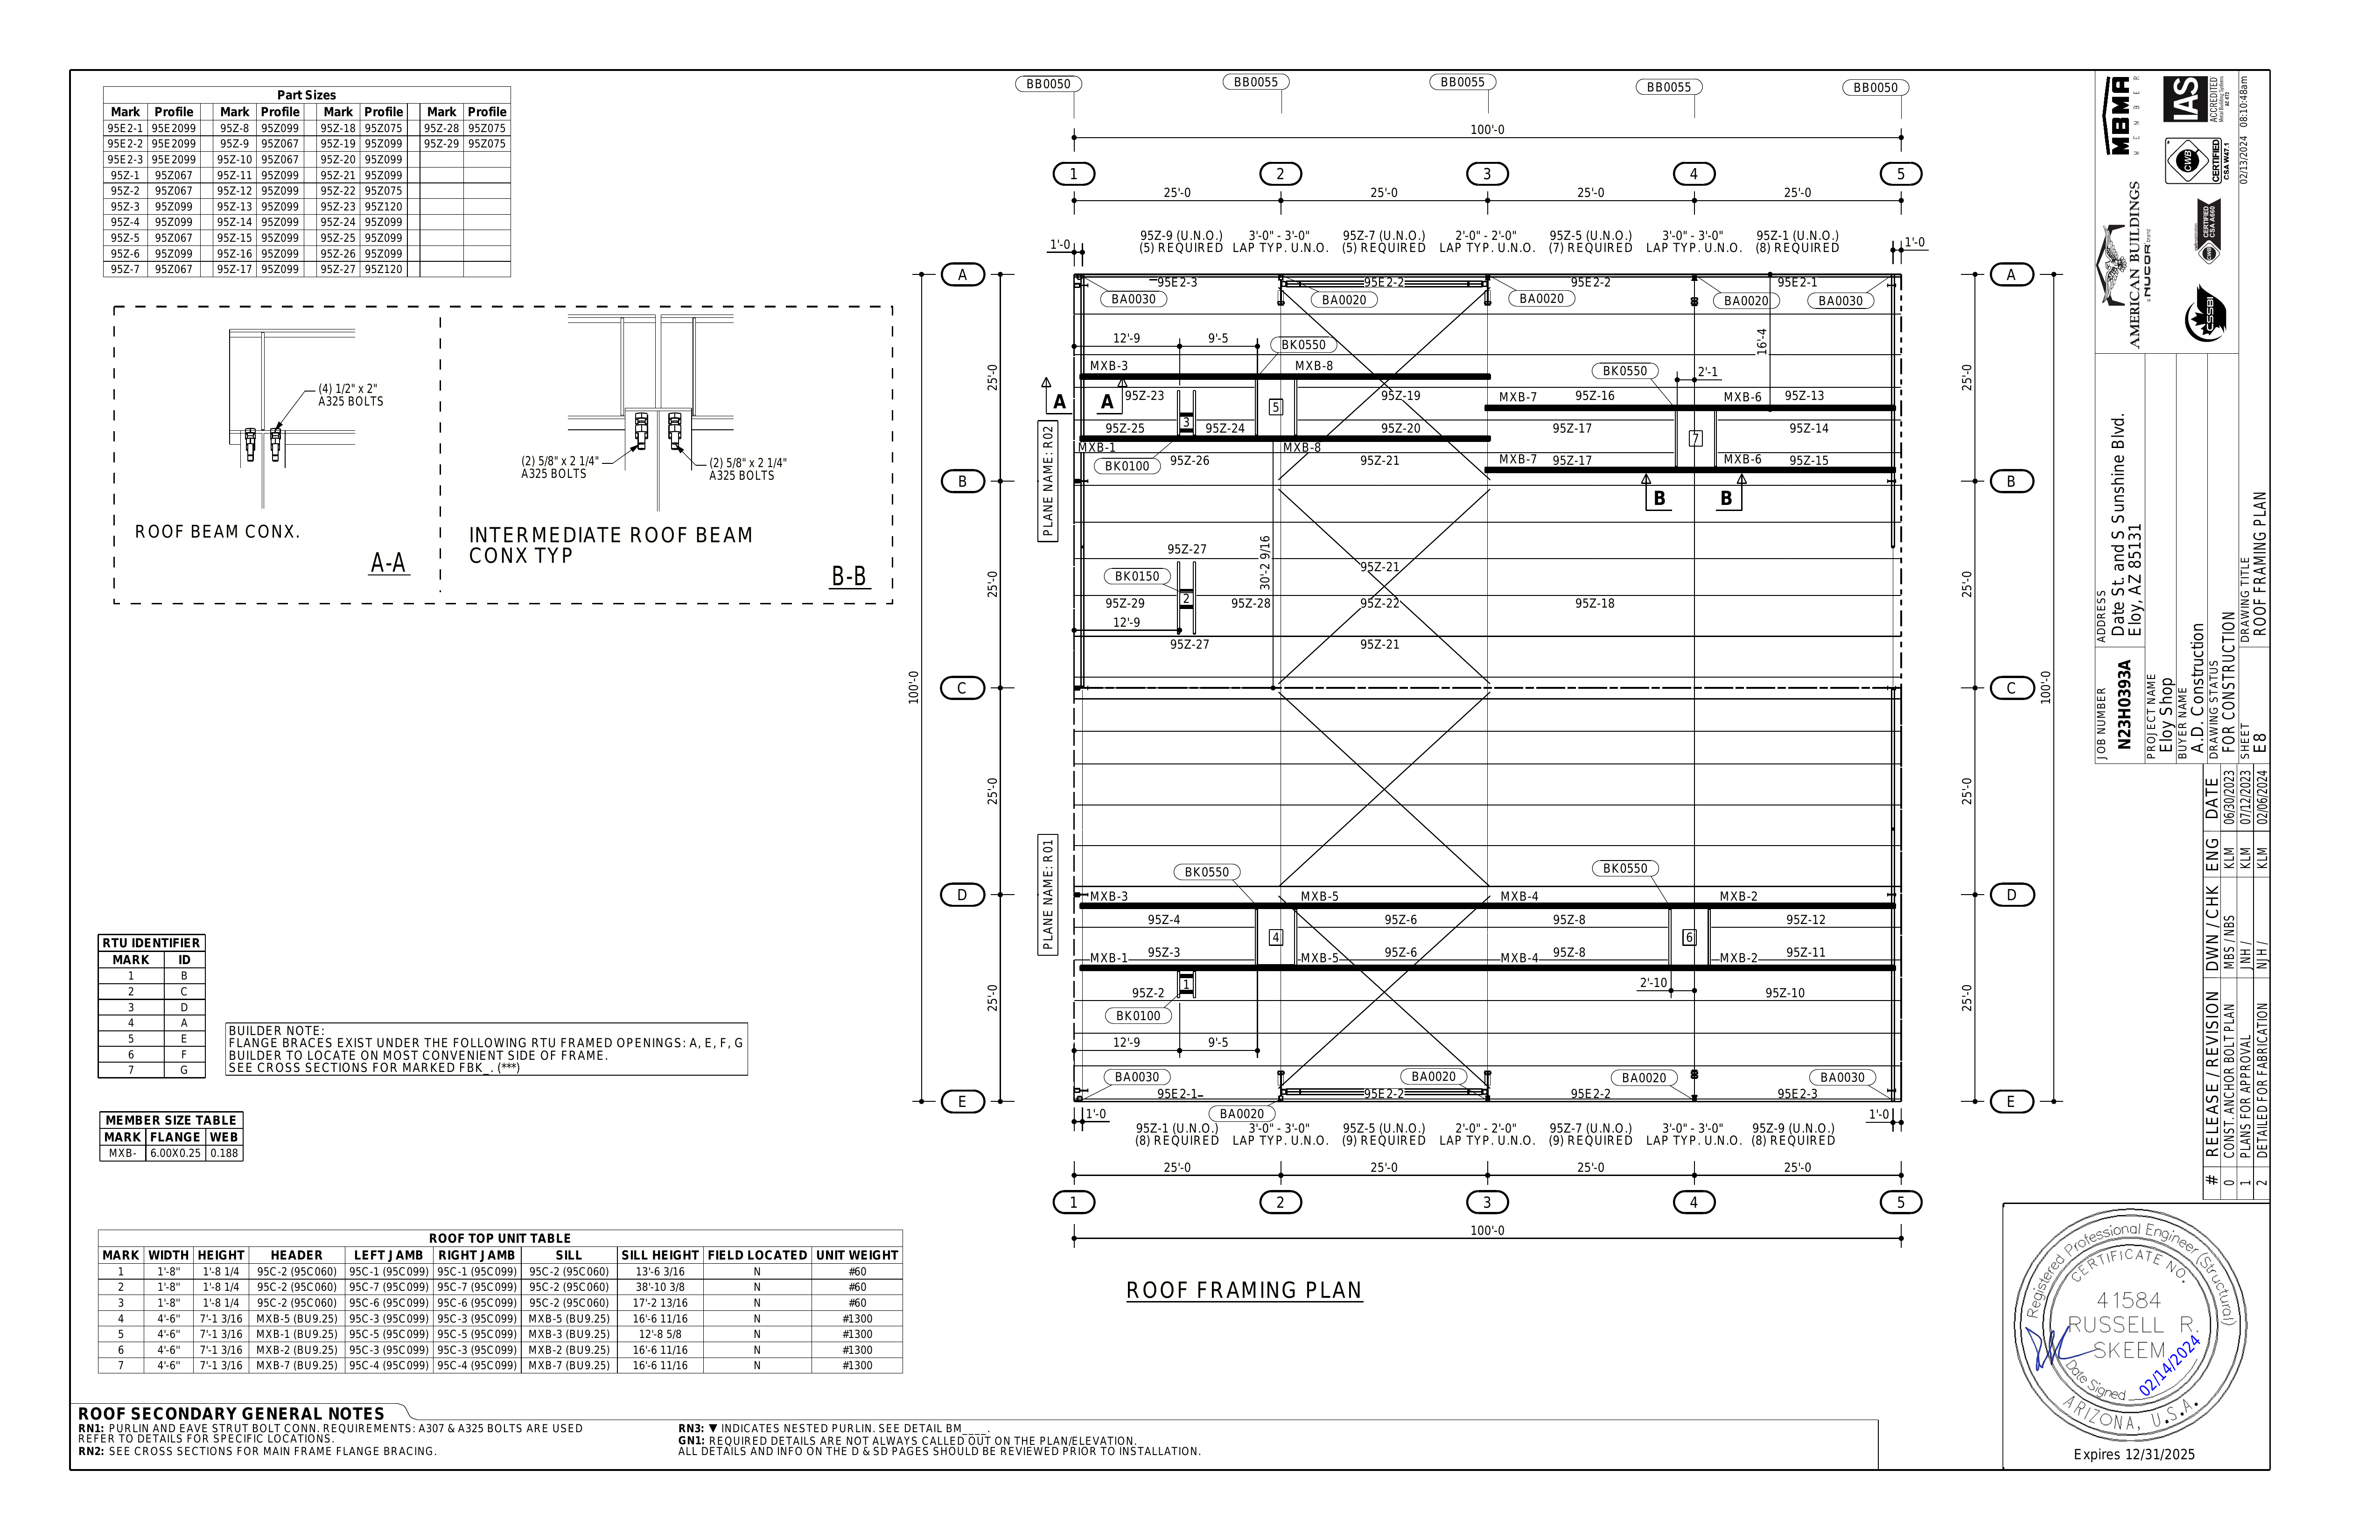 Part Sizes
Mark Profile Mark Profile Mark Profile Mark Profile
95E2-1 95E2099 95Z-8 95Z099 95Z-18 95Z075 95Z-28 95Z075
95E2-2 95E2099 95Z-9 95Z067 95Z-19 95Z099 95Z-29 95Z075
95E2-3 95E2099 95Z-10 95Z067 95Z-20 95Z099
95Z-1 95Z067 95Z-11 95Z099 95Z-21 95Z099
95Z-2 95Z067 95Z-12 95Z099 95Z-22 95Z075
95Z-3 95Z099 95Z-13 95Z099 95Z-23 95Z120
95Z-4 95Z099 95Z-14 95Z099 95Z-24 95Z099
95Z-5 95Z067 95Z-15 95Z099 95Z-25 95Z099
95Z-6 95Z099 95Z-16 95Z099 95Z-26 95Z099
95Z-7 95Z067 95Z-17 95Z099 95Z-27 95Z120
(4) 1/2" x 2"
A325 BOLTS
ROOF BEAM CONX.
A-A
(2) 5/8" x 2 1/4"
A325 BOLTS
(2) 5/8" x 2 1/4"
A325 BOLTS
INTERMEDIATE ROOF BEAM
CONX TYP
B-B
RTU IDENTIFIER
MARK ID
1 B
2 C
3 D
4 A
5 E
6 F
7 G
BUILDER NOTE:
FLANGE BRACES EXIST UNDER THE FOLLOWING RTU FRAMED OPENINGS: A, E, F, G
BUILDER TO LOCATE ON MOST CONVENIENT SIDE OF FRAME.
SEE CROSS SECTIONS FOR MARKED FBK_. (***)
MEMBER SIZE TABLE
MARK FLANGE WEB
MXB- 6.00X0.25 0.188
ROOF TOP UNIT TABLE
MARK WIDTH HEIGHT HEADER LEFT JAMB RIGHT JAMB SILL SILL HEIGHT FIELD LOCATED UNIT WEIGHT
1 1'-8" 1'-8 1/4 95C-2 (95C060) 95C-1 (95C099) 95C-1 (95C099) 95C-2 (95C060) 13'-6 3/16 N #60
2 1'-8" 1'-8 1/4 95C-2 (95C060) 95C-7 (95C099) 95C-7 (95C099) 95C-2 (95C060) 38'-10 3/8 N #60
3 1'-8" 1'-8 1/4 95C-2 (95C060) 95C-6 (95C099) 95C-6 (95C099) 95C-2 (95C060) 17'-2 13/16 N #60
4 4'-6" 7'-1 3/16 MXB-5 (BU9.25) 95C-3 (95C099) 95C-3 (95C099) MXB-5 (BU9.25) 16'-6 11/16 N #1300
5 4'-6" 7'-1 3/16 MXB-1 (BU9.25) 95C-5 (95C099) 95C-5 (95C099) MXB-3 (BU9.25) 12'-8 5/8 N #1300
6 4'-6" 7'-1 3/16 MXB-2 (BU9.25) 95C-3 (95C099) 95C-3 (95C099) MXB-2 (BU9.25) 16'-6 11/16 N #1300
7 4'-6" 7'-1 3/16 MXB-7 (BU9.25) 95C-4 (95C099) 95C-4 (95C099) MXB-7 (BU9.25) 16'-6 11/16 N #1300
ROOF SECONDARY GENERAL NOTES
RN1: PURLIN AND EAVE STRUT BOLT CONN. REQUIREMENTS: A307 & A325 BOLTS ARE USED
REFER TO DETAILS FOR SPECIFIC LOCATIONS.
RN2: SEE CROSS SECTIONS FOR MAIN FRAME FLANGE BRACING.
RN3: ▼ INDICATES NESTED PURLIN. SEE DETAIL BM____.
GN1: REQUIRED DETAILS ARE NOT ALWAYS CALLED OUT ON THE PLAN/ELEVATION.
ALL DETAILS AND INFO ON THE D & SD PAGES SHOULD BE REVIEWED PRIOR TO INSTALLATION.
BB0050 BB0055 BB0055 BB0055 BB0050
100'-0
1 2 3 4 5
25'-0 25'-0 25'-0 25'-0
95Z-9 (U.N.O.) 3'-0" - 3'-0" 95Z-7 (U.N.O.) 2'-0" - 2'-0" 95Z-5 (U.N.O.) 3'-0" - 3'-0" 95Z-1 (U.N.O.)
(5) REQUIRED LAP TYP. U.N.O. (5) REQUIRED LAP TYP. U.N.O. (7) REQUIRED LAP TYP. U.N.O. (8) REQUIRED
1'-0 1'-0
A A
95E2-3 95E2-2 95E2-2 95E2-1
BA0030 BA0020 BA0020 BA0020 BA0030
12'-9 9'-5 BK0550
16'-4
25'-0 25'-0
MXB-3 MXB-8
BK0550 2'-1
A A
95Z-23 5 95Z-19 MXB-7 95Z-16 MXB-6 95Z-13
3
95Z-25 95Z-24 95Z-20 95Z-17 7 95Z-14
MXB-1 MXB-8
BK0100 95Z-26 95Z-21 MXB-7 95Z-17 MXB-6 95Z-15
PLANE NAME: R02
B B
B B
95Z-27
30'-2 9/16
95Z-21
BK0150
25'-0 25'-0
2
95Z-29 95Z-28 95Z-22 95Z-18
12'-9
95Z-27 95Z-21
C C
100'-0 100'-0
25'-0 25'-0
PLANE NAME: R01
BK0550 BK0550
D D
MXB-3 MXB-5 MXB-4 MXB-2
95Z-4 95Z-6 95Z-8 95Z-12
4 6
95Z-3 95Z-6 95Z-8 95Z-11
MXB-1 MXB-5 MXB-4 MXB-2
1 2'-10
95Z-2 95Z-10
25'-0 25'-0
BK0100
12'-9 9'-5
BA0030 BA0020 BA0020 BA0030
95E2-1 95E2-2 95E2-2 95E2-3
E E
BA0020
1'-0 1'-0
95Z-1 (U.N.O.) 3'-0" - 3'-0" 95Z-5 (U.N.O.) 2'-0" - 2'-0" 95Z-7 (U.N.O.) 3'-0" - 3'-0" 95Z-9 (U.N.O.)
(8) REQUIRED LAP TYP. U.N.O. (9) REQUIRED LAP TYP. U.N.O. (9) REQUIRED LAP TYP. U.N.O. (8) REQUIRED
25'-0 25'-0 25'-0 25'-0
1 2 3 4 5
100'-0
ROOF FRAMING PLAN
MBMA
MEMBER
IAS
ACCREDITED
CWB
CERTIFIED
CSA W47.1
AMERICAN BUILDINGS
A NUCOR brand
CWB
CERTIFIED
CSA A660
CSSBI
02/13/2024 08:10:48am
JOB NUMBER
N23H0393A
ADDRESS
Date St. and S Sunshine Blvd.
Eloy, AZ 85131
PROJECT NAME
Eloy Shop
BUYER NAME
A.D. Construction
DRAWING STATUS
FOR CONSTRUCTION
SHEET
E8
DRAWING TITLE
ROOF FRAMING PLAN
# RELEASE / REVISION DWN / CHK ENG DATE
0 CONST. ANCHOR BOLT PLAN MBS / NBS KLM 06/30/2023
1 PLANS FOR APPROVAL JNH / KLM 07/12/2023
2 DETAILED FOR FABRICATION NJH / KLM 02/06/2024
Registered Professional Engineer (Structural)
CERTIFICATE NO.
41584
RUSSELL R.
SKEEM
Date Signed 02/14/2024
ARIZONA, U.S.A.
Expires 12/31/2025